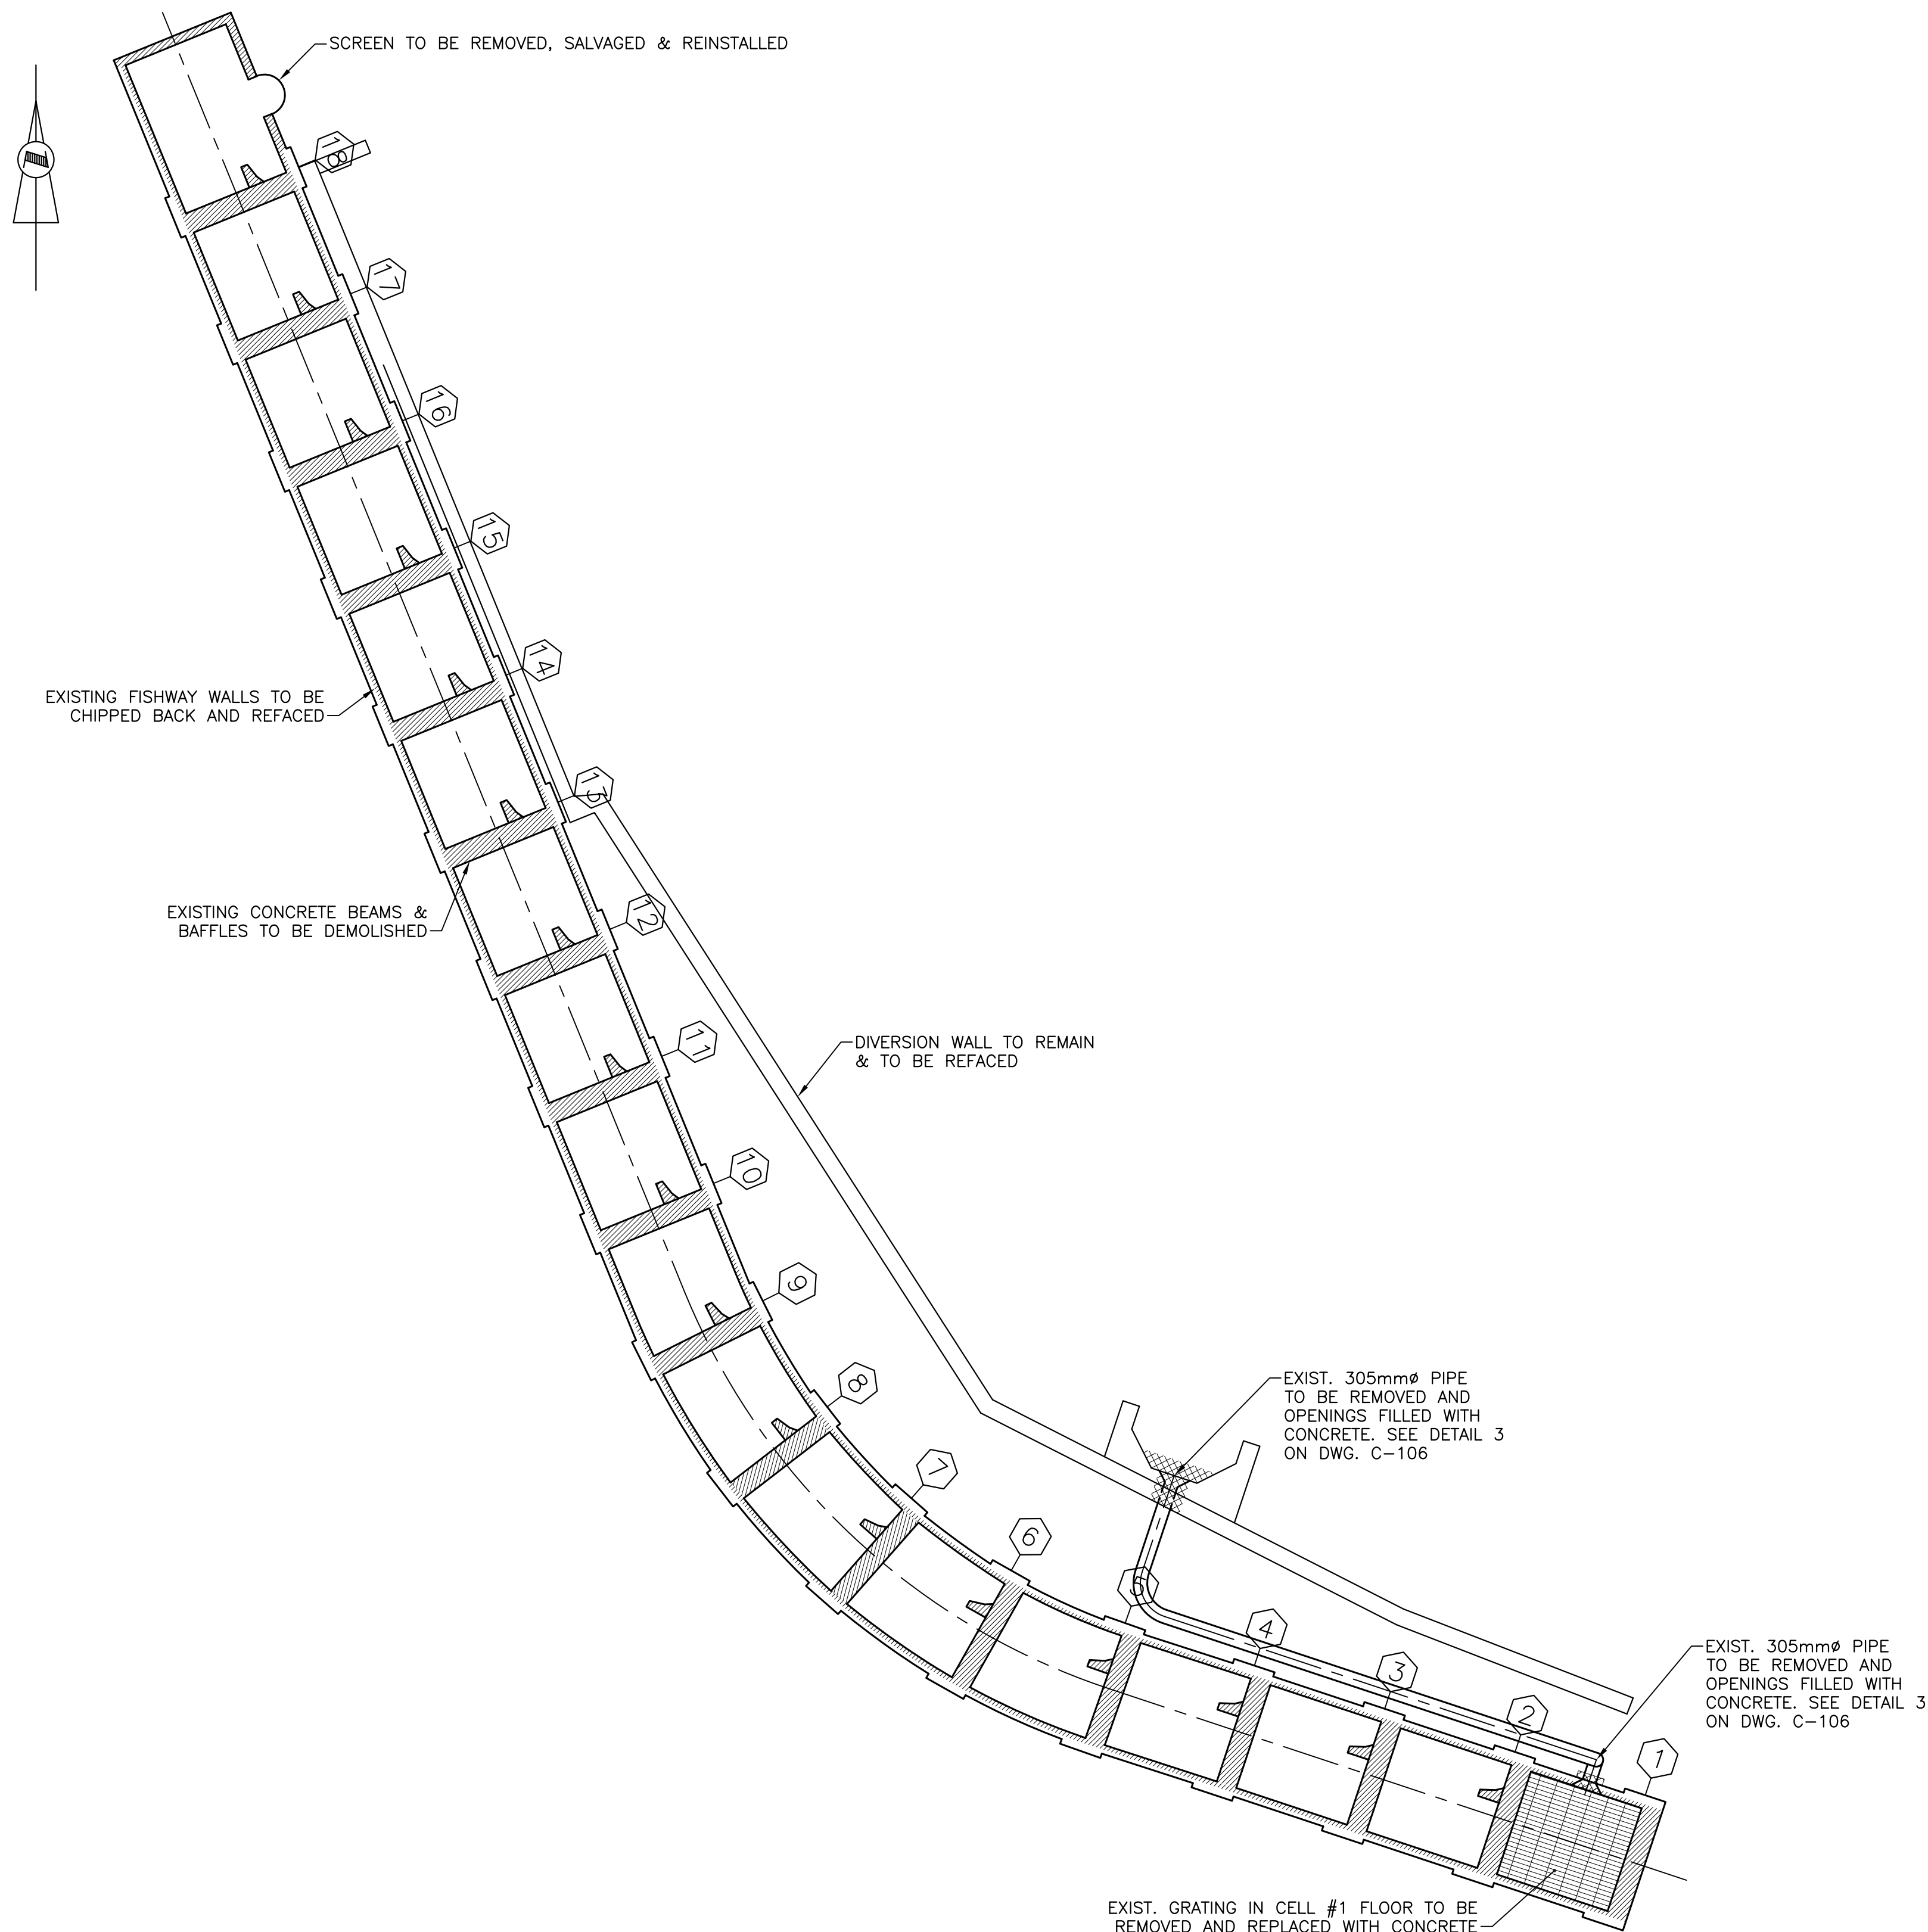 SCREEN TO BE REMOVED, SALVAGED & REINSTALLED
18
17
16
15
14
EXISTING FISHWAY WALLS TO BE
CHIPPED BACK AND REFACED
13
EXISTING CONCRETE BEAMS &
BAFFLES TO BE DEMOLISHED
12
11
DIVERSION WALL TO REMAIN
& TO BE REFACED
10
9
8
EXIST. 305mmø PIPE
TO BE REMOVED AND
OPENINGS FILLED WITH
CONCRETE. SEE DETAIL 3
ON DWG. C-106
7
6
5
4
3
2
1
EXIST. 305mmø PIPE
TO BE REMOVED AND
OPENINGS FILLED WITH
CONCRETE. SEE DETAIL 3
ON DWG. C-106
EXIST. GRATING IN CELL #1 FLOOR TO BE
REMOVED AND REPLACED WITH CONCRETE